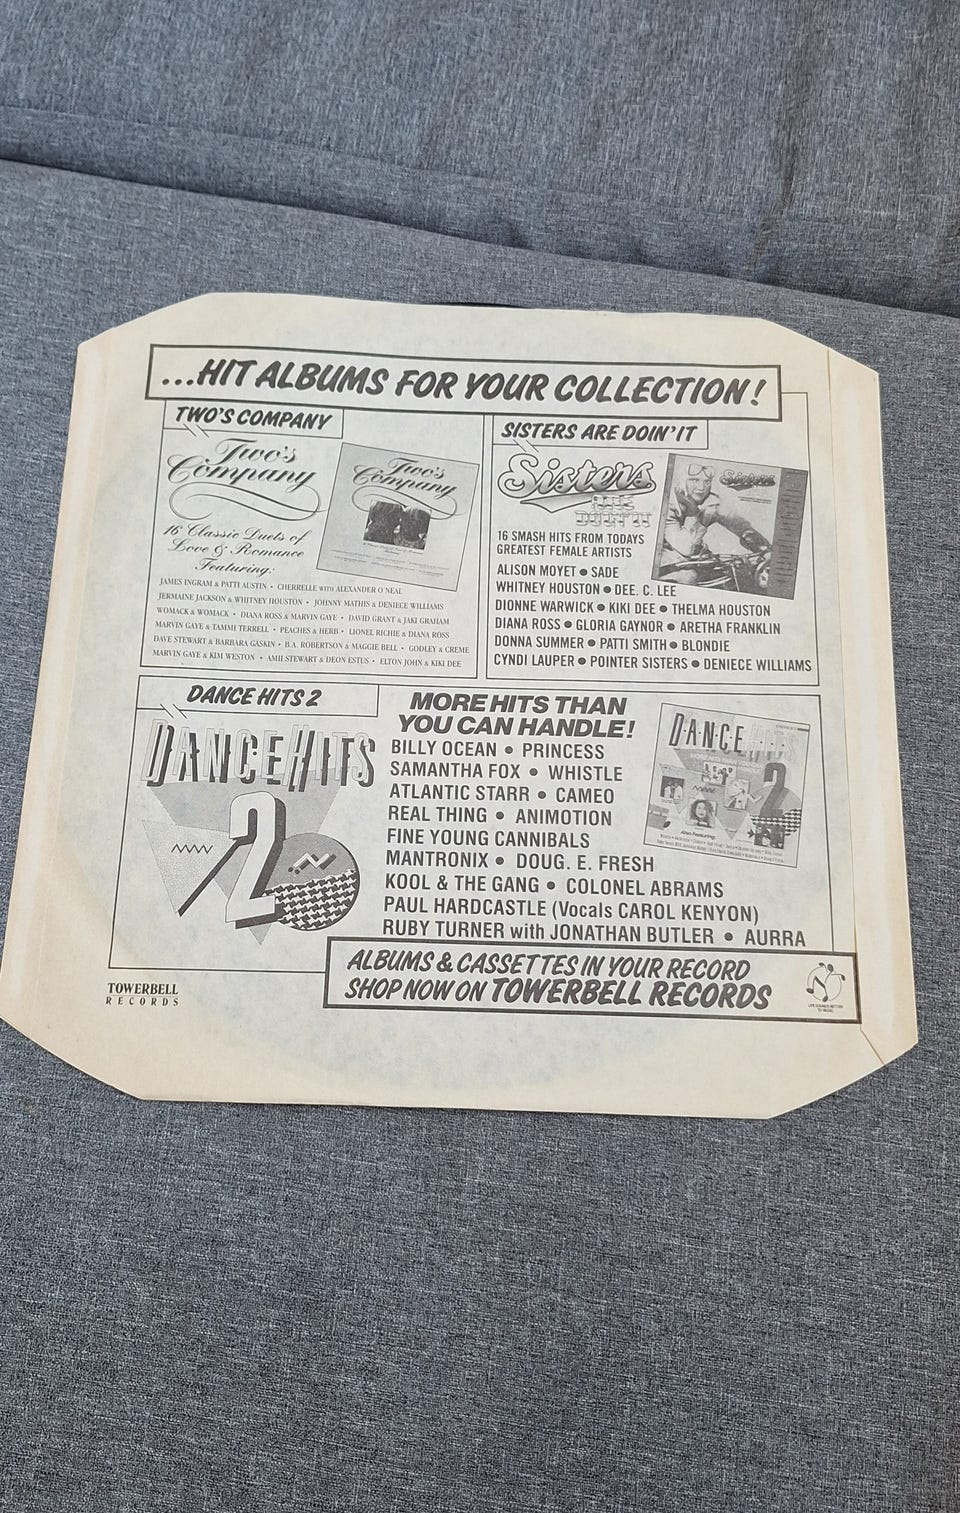 ...HIT ALBUMS FOR YOUR COLLECTION!
TWO'S COMPANY
Two's
Company
16 Classic Duets of
Love & Romance
Featuring:
JAMES INGRAM & PATTI AUSTIN • CHERRELLE WITH ALEXANDER O'NEAL
JERMAINE JACKSON & WHITNEY HOUSTON • JOHNNY MATHIS & DENIECE WILLIAMS
WOMACK & WOMACK • DIANA ROSS & MARVIN GAYE • DAVID GRANT & JAKI GRAHAM
MARVIN GAYE & TAMMI TERRELL • PEACHES & HERB • LIONEL RICHIE & DIANA ROSS
DAVE STEWART & BARBARA GASKIN • B.A. ROBERTSON & MAGGIE BELL • GODLEY & CREME
MARVIN GAYE & KIM WESTON • AMII STEWART & DEON ESTUS • ELTON JOHN & KIKI DEE
Two's
Company
SISTERS ARE DOIN'IT
Sisters
ARE
DOIN'IT
16 SMASH HITS FROM TODAYS
GREATEST FEMALE ARTISTS
ALISON MOYET • SADE
WHITNEY HOUSTON • DEE. C. LEE
DIONNE WARWICK • KIKI DEE • THELMA HOUSTON
DIANA ROSS • GLORIA GAYNOR • ARETHA FRANKLIN
DONNA SUMMER • PATTI SMITH • BLONDIE
CYNDI LAUPER • POINTER SISTERS • DENIECE WILLIAMS
Sisters
DANCE HITS 2
DANCE HITS
2
MORE HITS THAN
YOU CAN HANDLE!
BILLY OCEAN • PRINCESS
SAMANTHA FOX • WHISTLE
ATLANTIC STARR • CAMEO
REAL THING • ANIMOTION
FINE YOUNG CANNIBALS
MANTRONIX • DOUG. E. FRESH
KOOL & THE GANG • COLONEL ABRAMS
PAUL HARDCASTLE (Vocals CAROL KENYON)
RUBY TURNER with JONATHAN BUTLER • AURRA
DANCE HITS
2
Also Featuring:
ALBUMS & CASSETTES IN YOUR RECORD
SHOP NOW ON TOWERBELL RECORDS
LIFE SOUNDS BETTER
TO MUSIC
TOWERBELL
RECORDS